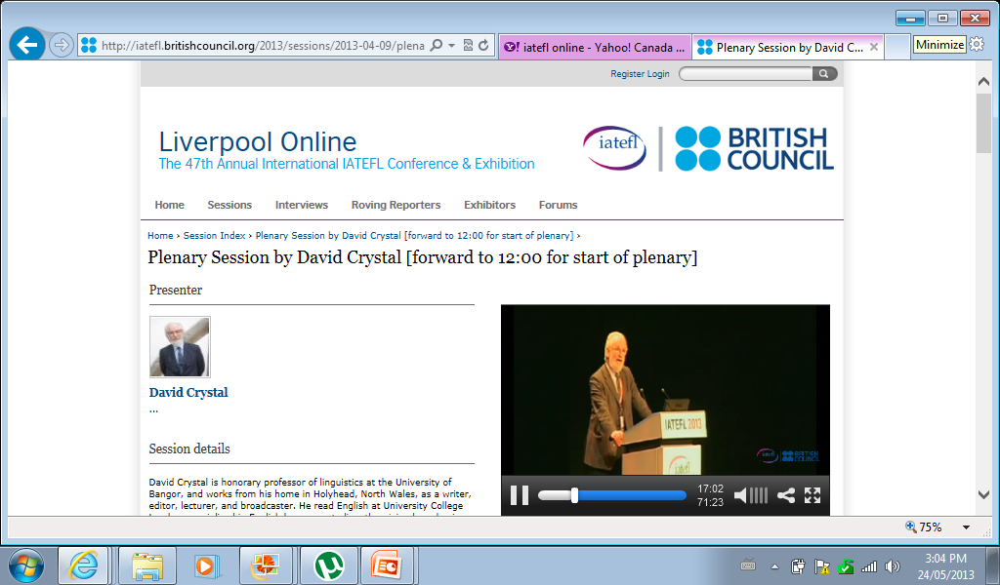 http://iatefl.britishcouncil.org/2013/sessions/2013-04-09/plena
iatefl online - Yahoo! Canada ...
Plenary Session by David C...
Minimize
Register Login
Liverpool Online
The 47th Annual International IATEFL Conference & Exhibition
iatefl
BRITISH
COUNCIL
Home Sessions Interviews Roving Reporters Exhibitors Forums
Home › Session Index › Plenary Session by David Crystal [forward to 12:00 for start of plenary] ›
Plenary Session by David Crystal [forward to 12:00 for start of plenary]
Presenter
David Crystal
...
Session details
David Crystal is honorary professor of linguistics at the University of
Bangor, and works from his home in Holyhead, North Wales, as a writer,
editor, lecturer, and broadcaster. He read English at University College
IATEFL 2013
iatefl
BRITISH
COUNCIL
17:02
71:23
75%
3:04 PM
24/05/2013